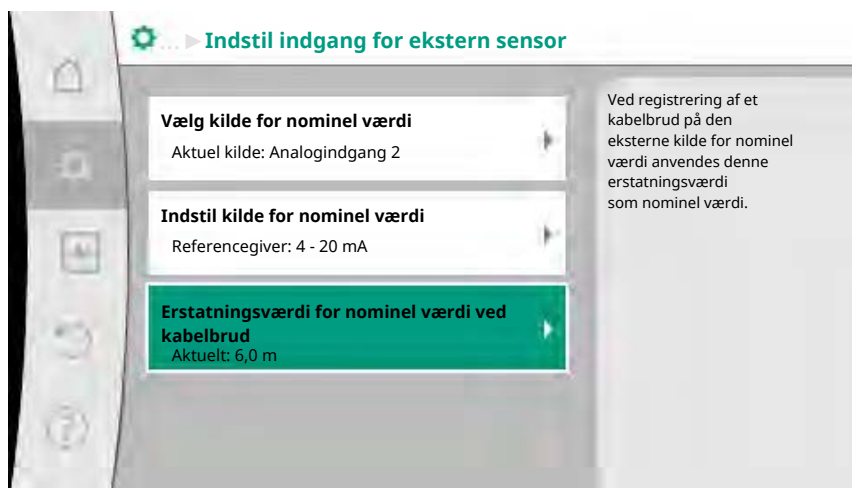 ... ▶ Indstil indgang for ekstern sensor
Vælg kilde for nominel værdi
Aktuel kilde: Analogindgang 2
Indstil kilde for nominel værdi
Referencegiver: 4 - 20 mA
Erstatningsværdi for nominel værdi ved
kabelbrud
Aktuelt: 6,0 m
Ved registrering af et
kabelbrud på den
eksterne kilde for nominel
værdi anvendes denne
erstatningsværdi
som nominel værdi.